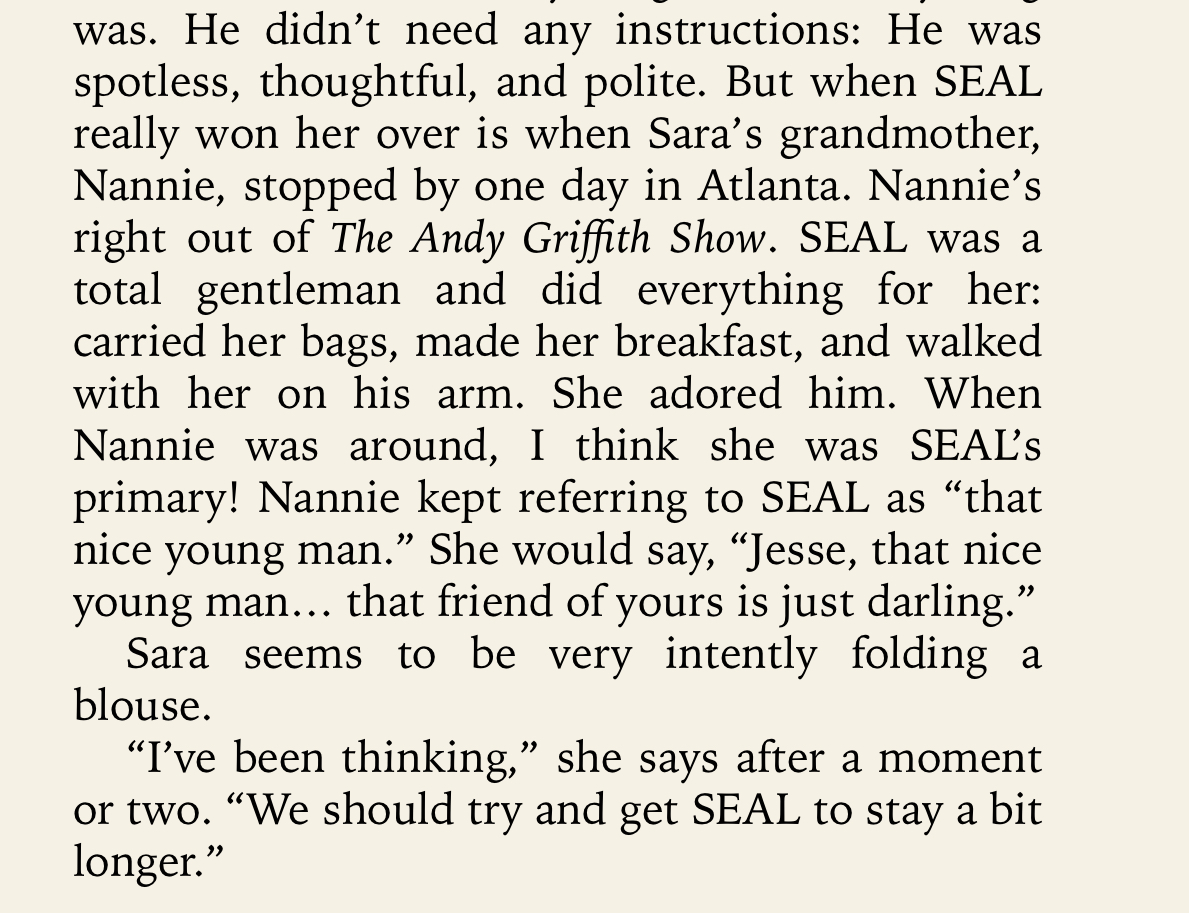 was. He didn’t need any instructions: He was
spotless, thoughtful, and polite. But when SEAL
really won her over is when Sara’s grandmother,
Nannie, stopped by one day in Atlanta. Nannie’s
right out of The Andy Griffith Show. SEAL was a
total gentleman and did everything for her:
carried her bags, made her breakfast, and walked
with her on his arm. She adored him. When
Nannie was around, I think she was SEAL’s
primary! Nannie kept referring to SEAL as “that
nice young man.” She would say, “Jesse, that nice
young man… that friend of yours is just darling.”
Sara seems to be very intently folding a
blouse.
“I’ve been thinking,” she says after a moment
or two. “We should try and get SEAL to stay a bit
longer.”